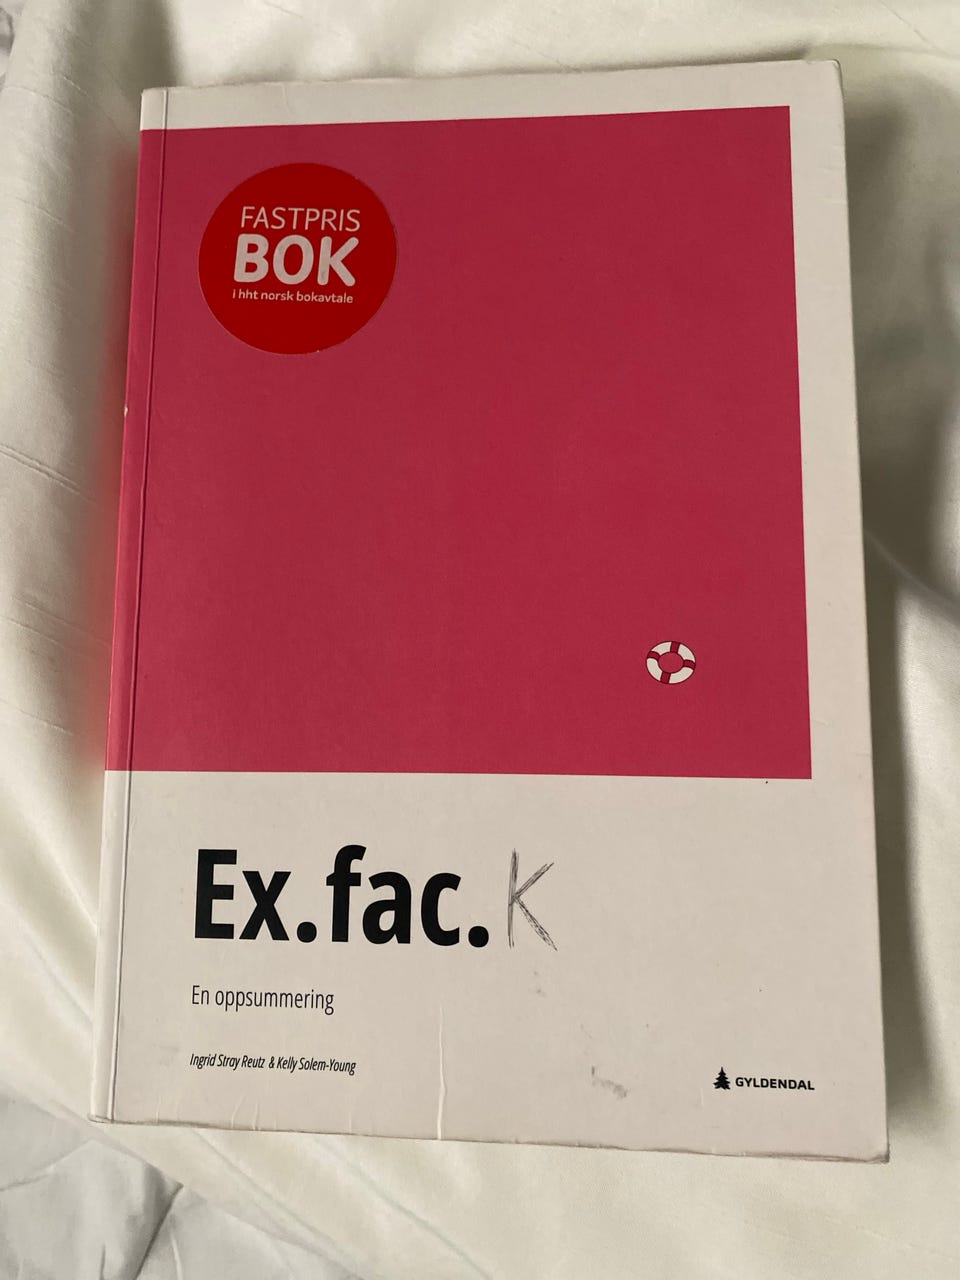 FASTPRIS
BOK
i hht norsk bokavtale
Ex.fac. K
En oppsummering
Ingrid Stray Reutz & Kelly Solem-Young
GYLDENDAL